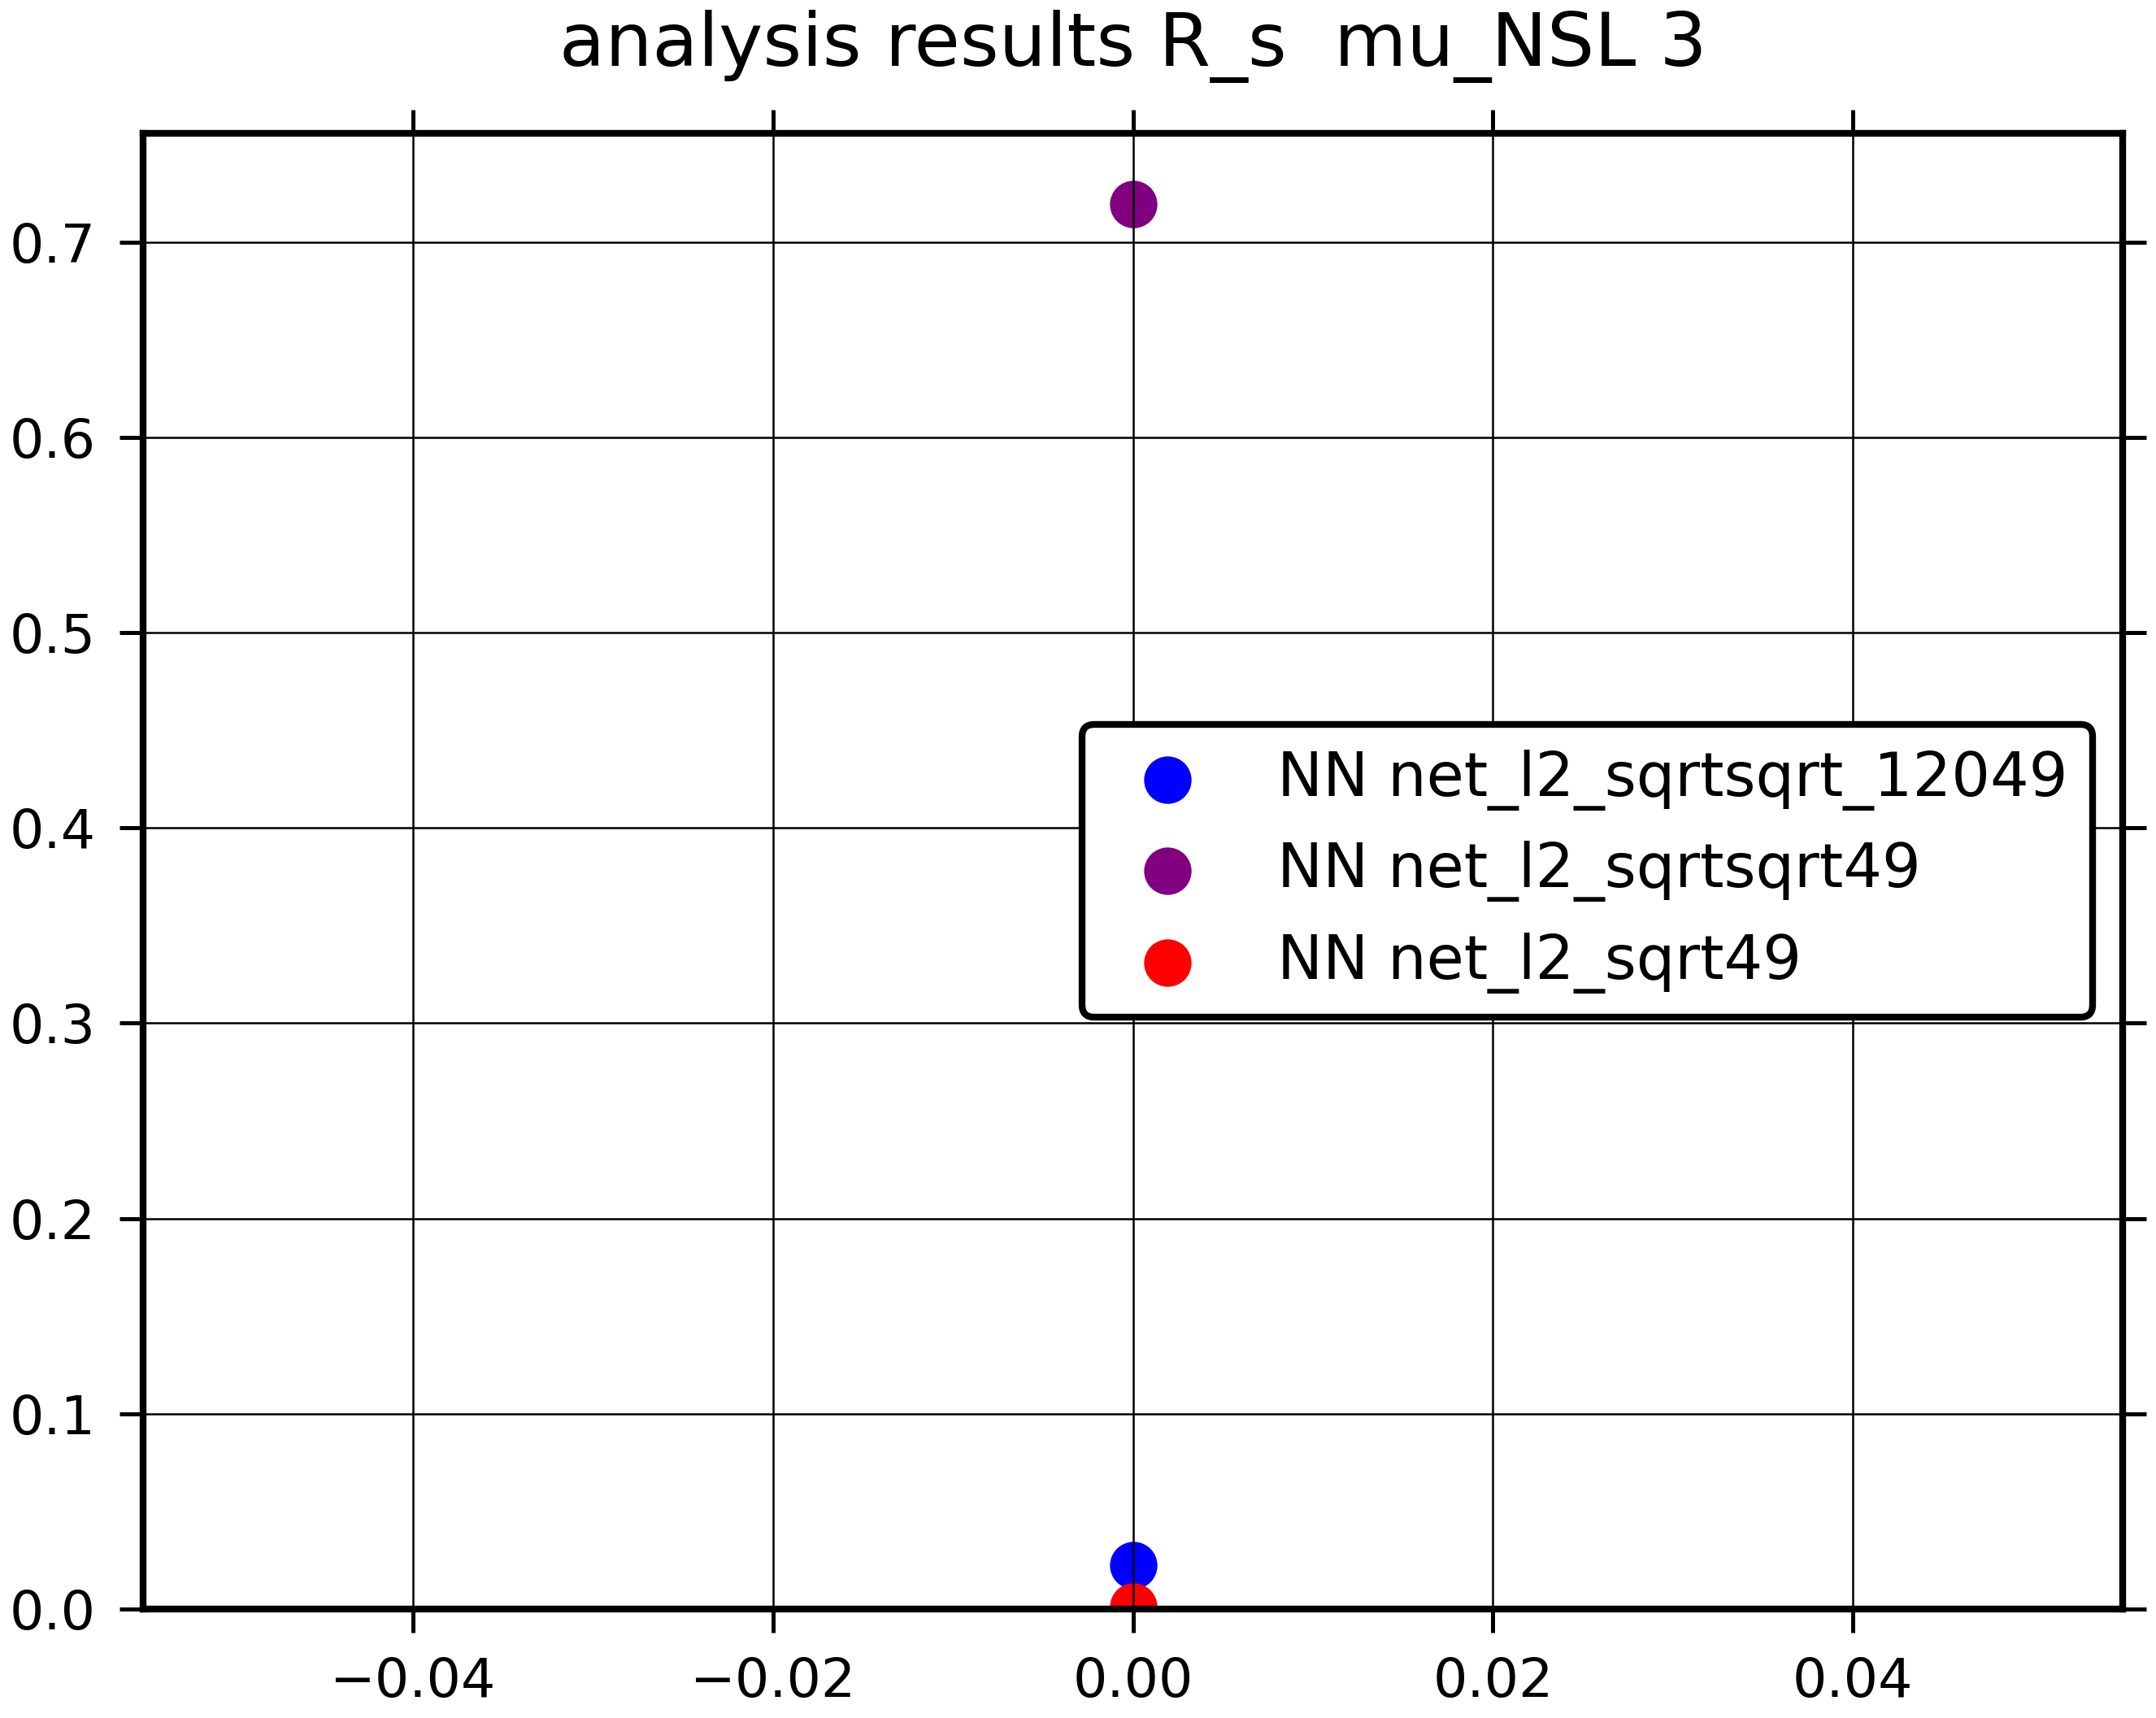 analysis results R_s  mu_NSL 3
0.7
0.6
0.5
0.4
0.3
0.2
0.1
0.0
NN net_l2_sqrtsqrt_12049
NN net_l2_sqrtsqrt49
NN net_l2_sqrt49
−0.04 −0.02 0.00 0.02 0.04